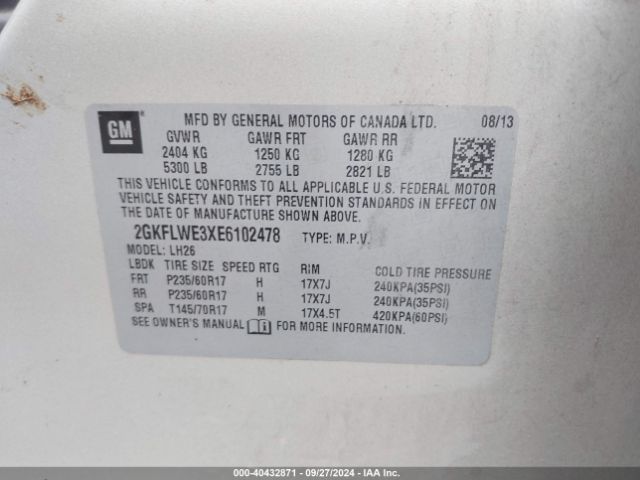 GM
MFD BY GENERAL MOTORS OF CANADA LTD. 08/13
GVWR GAWR FRT GAWR RR
2404 KG 1250 KG 1280 KG
5300 LB 2755 LB 2821 LB
THIS VEHICLE CONFORMS TO ALL APPLICABLE U.S. FEDERAL MOTOR
VEHICLE SAFETY AND THEFT PREVENTION STANDARDS IN EFFECT ON
THE DATE OF MANUFACTURE SHOWN ABOVE.
2GKFLWE3XE6102478 TYPE: M.P.V.
MODEL: LH26
LBDK TIRE SIZE SPEED RTG RIM COLD TIRE PRESSURE
FRT P235/60R17 H 17X7J 240KPA(35PSI)
RR P235/60R17 H 17X7J 240KPA(35PSI)
SPA T145/70R17 M 17X4.5T 420KPA(60PSI)
SEE OWNER'S MANUAL FOR MORE INFORMATION.
000-40432871 - 09/27/2024 - IAA Inc.